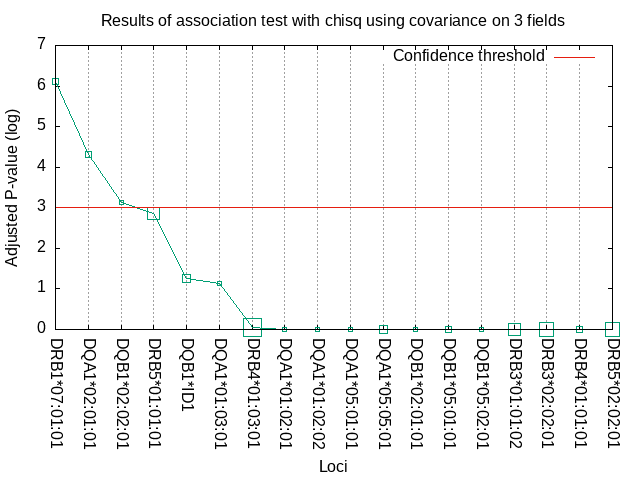 Results of association test with chisq using covariance on 3 fields
Confidence threshold
Adjusted P-value (log)
7
6
5
4
3
2
1
0
DRB1*07:01:01
DQA1*02:01:01
DQB1*02:02:01
DRB5*01:01:01
DQB1*ID1
DQA1*01:03:01
DRB4*01:03:01
DQA1*01:02:01
DQA1*01:02:02
DQA1*05:01:01
DQA1*05:05:01
DQB1*02:01:01
DQB1*05:01:01
DQB1*05:02:01
DRB3*01:01:02
DRB3*02:02:01
DRB4*01:01:01
DRB5*02:02:01
Loci